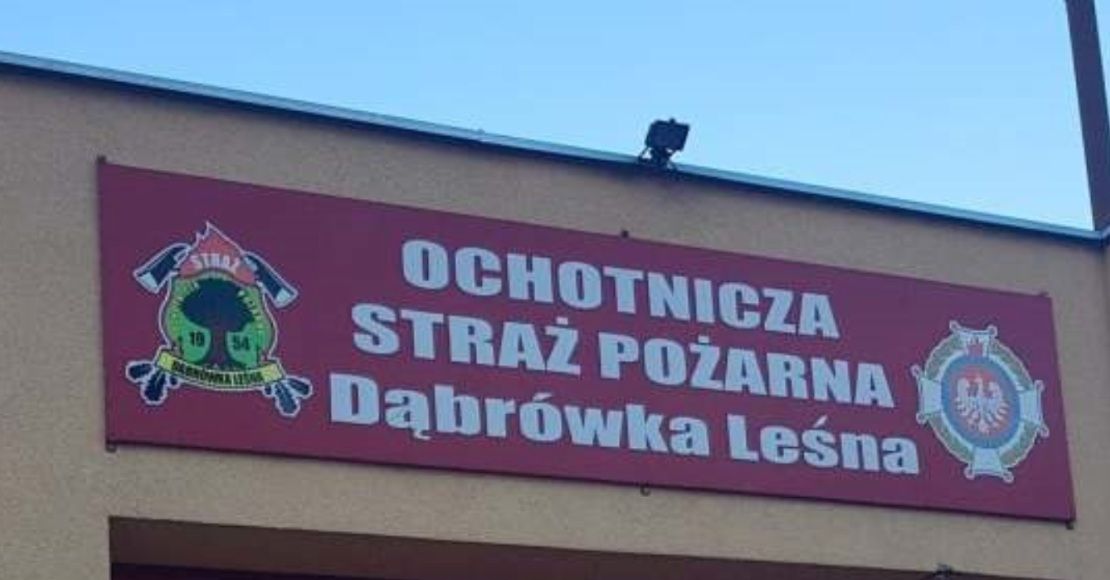 OCHOTNICZA
STRAŻ POŻARNA
Dąbrówka Leśna
STRAŻ
19 54
DĄBRÓWKA LEŚNA